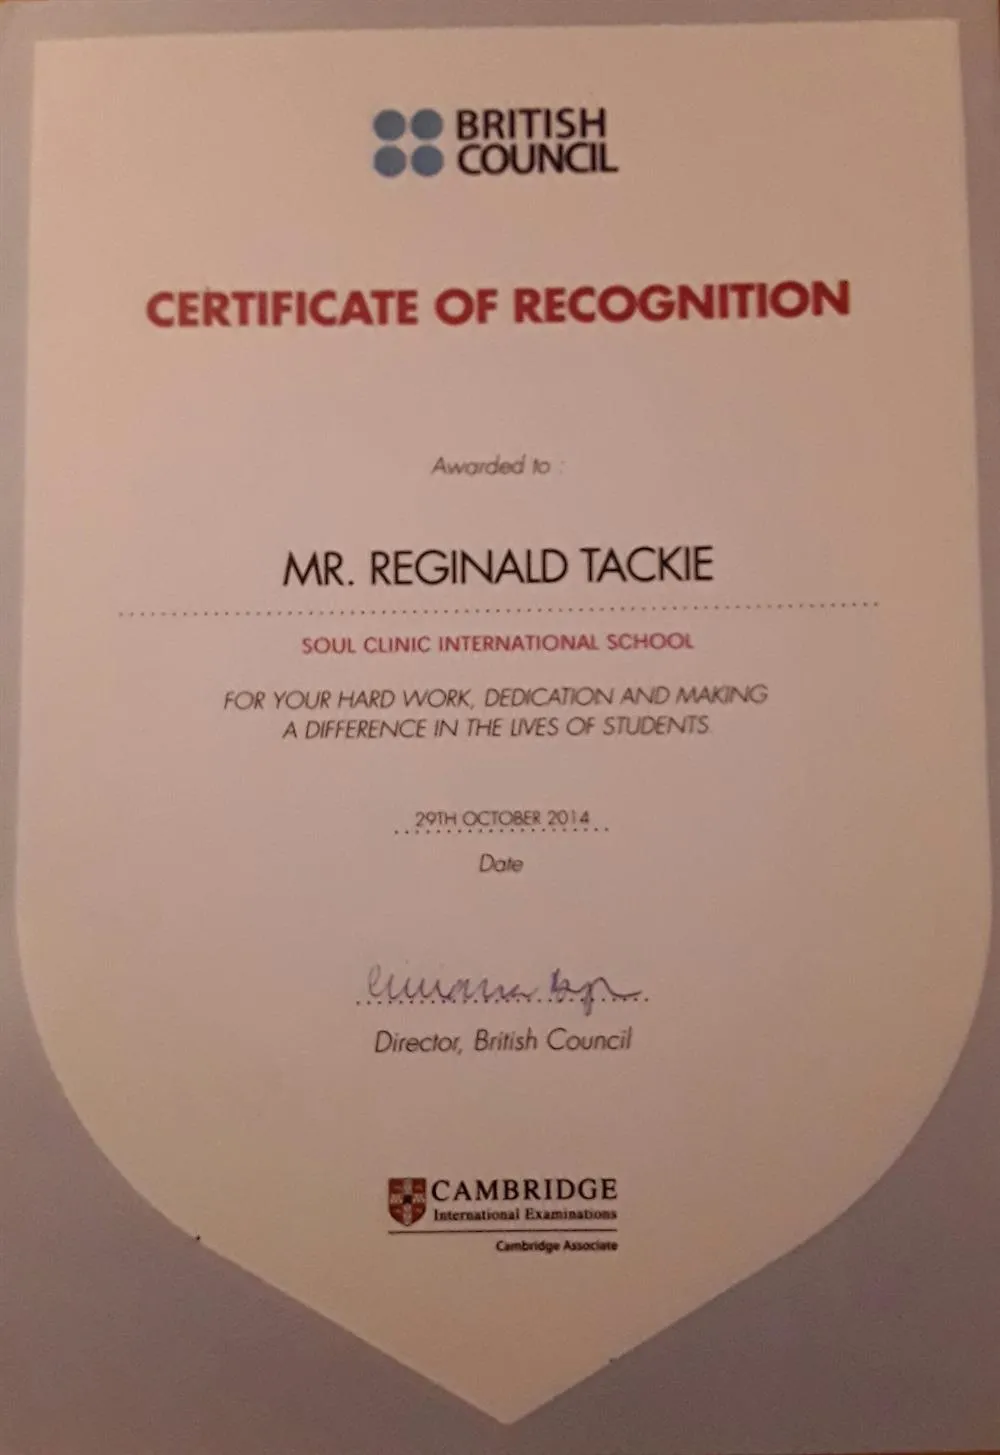 BRITISH
COUNCIL
CERTIFICATE OF RECOGNITION
Awarded to :
MR. REGINALD TACKIE
SOUL CLINIC INTERNATIONAL SCHOOL
FOR YOUR HARD WORK, DEDICATION AND MAKING
A DIFFERENCE IN THE LIVES OF STUDENTS.
29TH OCTOBER 2014
Date
Director, British Council
CAMBRIDGE
International Examinations
Cambridge Associate